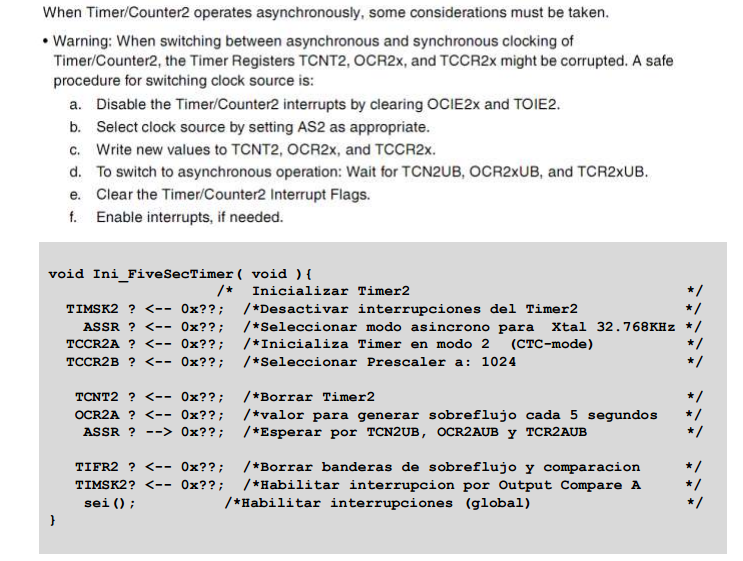 When Timer/Counter2 operates asynchronously, some considerations must be taken.
• Warning: When switching between asynchronous and synchronous clocking of
Timer/Counter2, the Timer Registers TCNT2, OCR2x, and TCCR2x might be corrupted. A safe
procedure for switching clock source is:
a. Disable the Timer/Counter2 interrupts by clearing OCIE2x and TOIE2.
b. Select clock source by setting AS2 as appropriate.
c. Write new values to TCNT2, OCR2x, and TCCR2x.
d. To switch to asynchronous operation: Wait for TCN2UB, OCR2xUB, and TCR2xUB.
e. Clear the Timer/Counter2 Interrupt Flags.
f. Enable interrupts, if needed.
void Ini_FiveSecTimer( void ){
/* Inicializar Timer2 */
TIMSK2 ? <-- 0x??; /*Desactivar interrupciones del Timer2 */
ASSR ? <-- 0x??; /*Seleccionar modo asincrono para Xtal 32.768KHz */
TCCR2A ? <-- 0x??; /*Inicializa Timer en modo 2 (CTC-mode) */
TCCR2B ? <-- 0x??; /*Seleccionar Prescaler a: 1024 */
TCNT2 ? <-- 0x??; /*Borrar Timer2 */
OCR2A ? <-- 0x??; /*valor para generar sobreflujo cada 5 segundos */
ASSR ? --> 0x??; /*Esperar por TCN2UB, OCR2AUB y TCR2AUB */
TIFR2 ? <-- 0x??; /*Borrar banderas de sobreflujo y comparacion */
TIMSK2? <-- 0x??; /*Habilitar interrupcion por Output Compare A */
sei(); /*Habilitar interrupciones (global) */
}